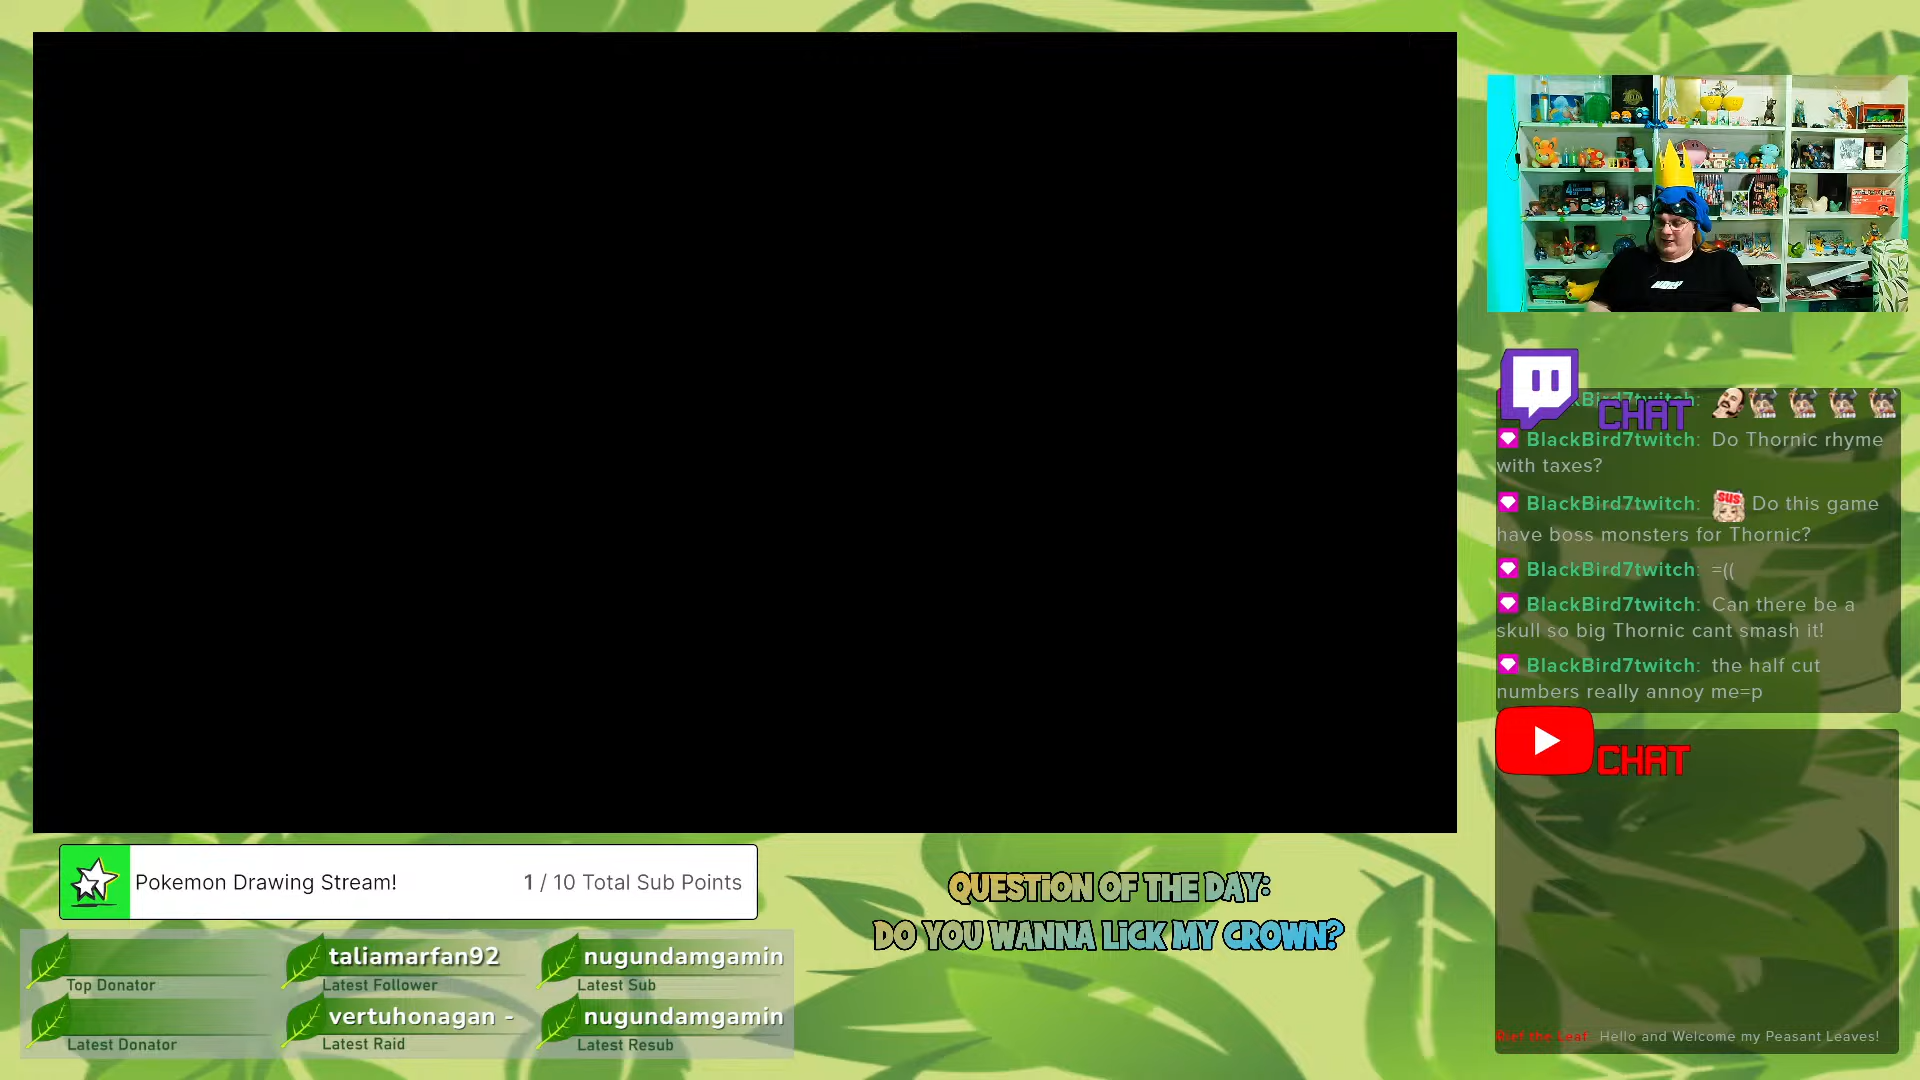 CHAT
BlackBird7twitch: Do Thornic rhyme
with taxes?
BlackBird7twitch: SUS Do this game
have boss monsters for Thornic?
BlackBird7twitch: =((
BlackBird7twitch: Can there be a
skull so big Thornic cant smash it!
BlackBird7twitch: the half cut
numbers really annoy me=p
CHAT
the Leaf: Hello and Welcome my Peasant Leaves!
Pokemon Drawing Stream! 1 / 10 Total Sub Points
QUESTION OF THE DAY:
DO YOU WANNA LICK MY CROWN?
Top Donator
taliamarfan92
Latest Follower
nugundamgamin
Latest Sub
Latest Donator
vertuhonagan -
Latest Raid
nugundamgamin
Latest Resub